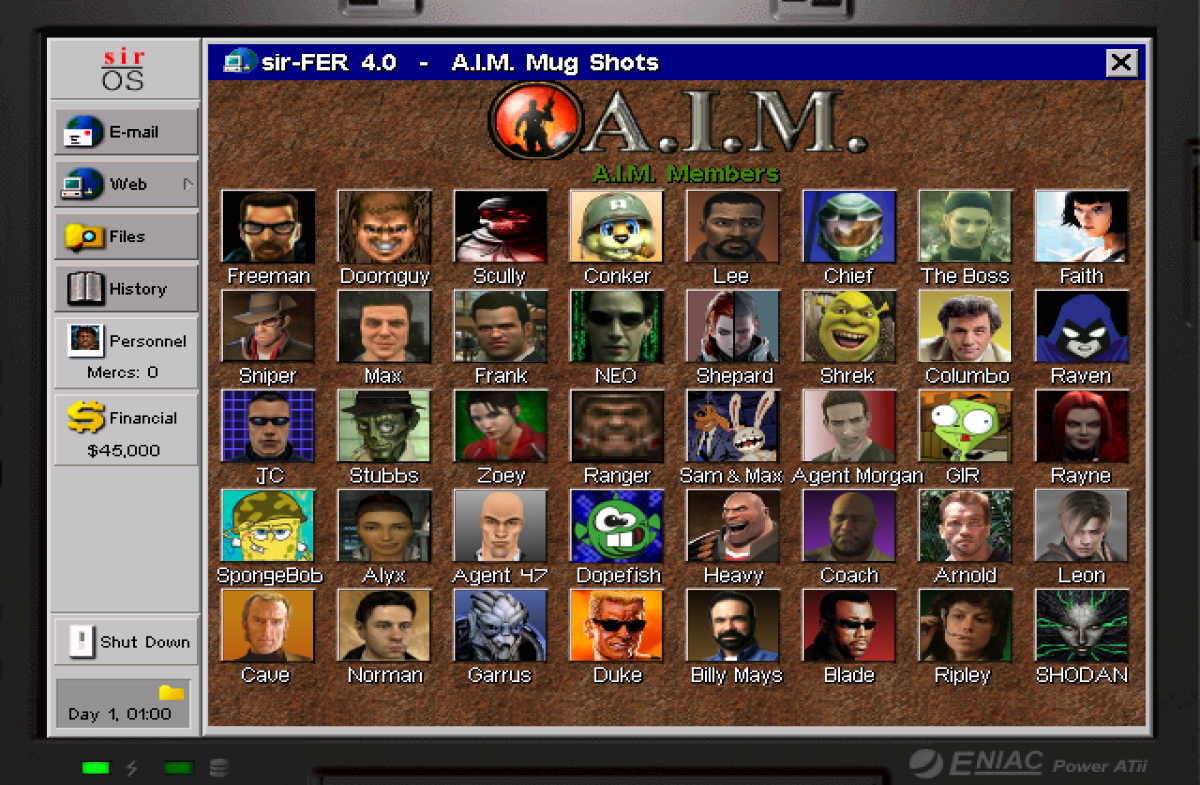 sir
OS
E-mail
Web
Files
History
Personnel
Mercs: 0
Financial
$45,000
Shut Down
Day 1, 01:00
sir-FER 4.0 - A.I.M. Mug Shots
A.I.M.
A.I.M. Members
Freeman Doomguy Scully Conker Lee Chief The Boss Faith
Sniper Max Frank NEO Shepard Shrek Columbo Raven
JC Stubbs Zoey Ranger Sam & Max Agent Morgan GIR Rayne
SpongeBob Alyx Agent 47 Dopefish Heavy Coach Arnold Leon
Cave Norman Garrus Duke Billy Mays Blade Ripley SHODAN
ENIAC Power ATii